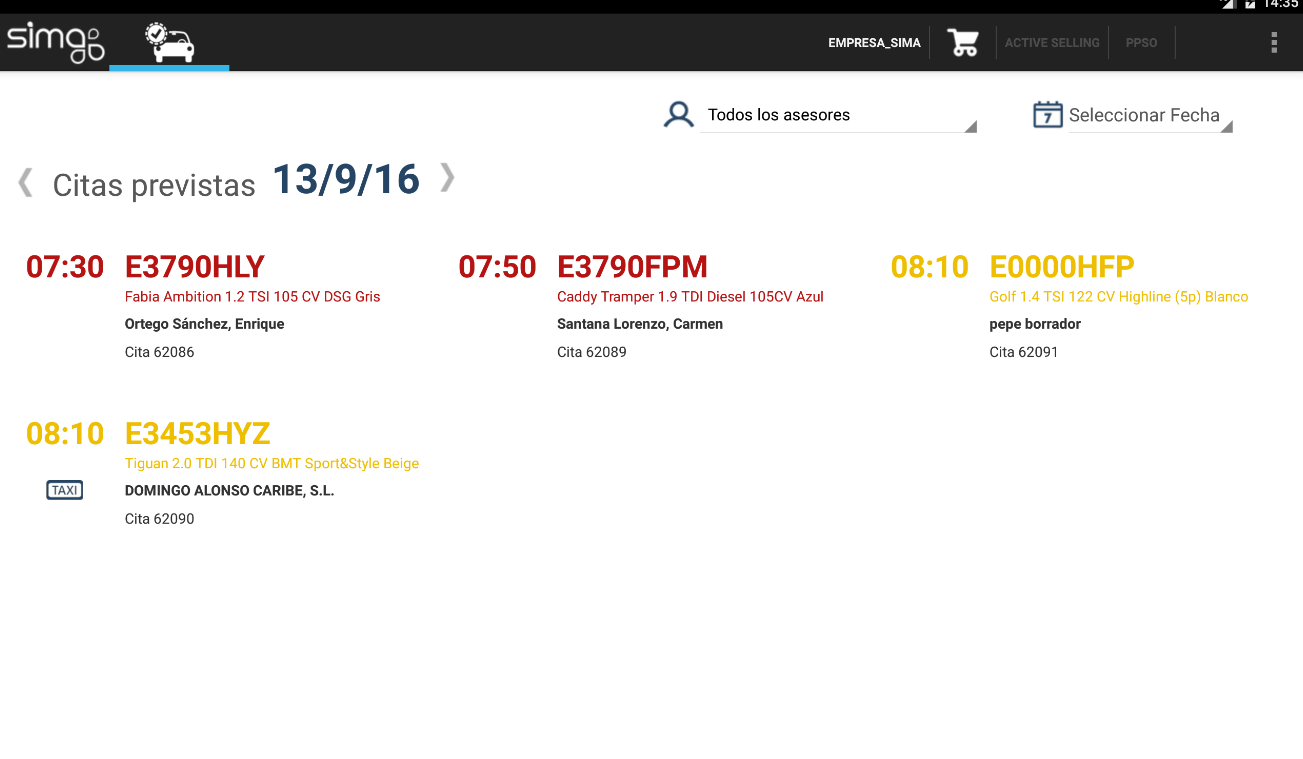 14:35
simago
EMPRESA_SIMA
ACTIVE SELLING
PPSO
Todos los asesores
7
Seleccionar Fecha
Citas previstas 13/9/16
07:30 E3790HLY
Fabia Ambition 1.2 TSI 105 CV DSG Gris
Ortego Sánchez, Enrique
Cita 62086
07:50 E3790FPM
Caddy Tramper 1.9 TDI Diesel 105CV Azul
Santana Lorenzo, Carmen
Cita 62089
08:10 E0000HFP
Golf 1.4 TSI 122 CV Highline (5p) Blanco
pepe borrador
Cita 62091
08:10 E3453HYZ
Tiguan 2.0 TDI 140 CV BMT Sport&Style Beige
TAXI
DOMINGO ALONSO CARIBE, S.L.
Cita 62090